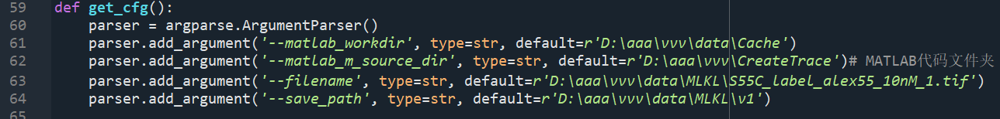 59 def get_cfg():
60 parser = argparse.ArgumentParser()
61 parser.add_argument('--matlab_workdir', type=str, default=r'D:\aaa\vvv\data\Cache')
62 parser.add_argument('--matlab_m_source_dir', type=str, default=r'D:\aaa\vvv\CreateTrace')# MATLAB代码文件夹
63 parser.add_argument('--filename', type=str, default=r'D:\aaa\vvv\data\MLKL\S55C_label_alex55_10nM_1.tif')
64 parser.add_argument('--save_path', type=str, default=r'D:\aaa\vvv\data\MLKL\v1')
65